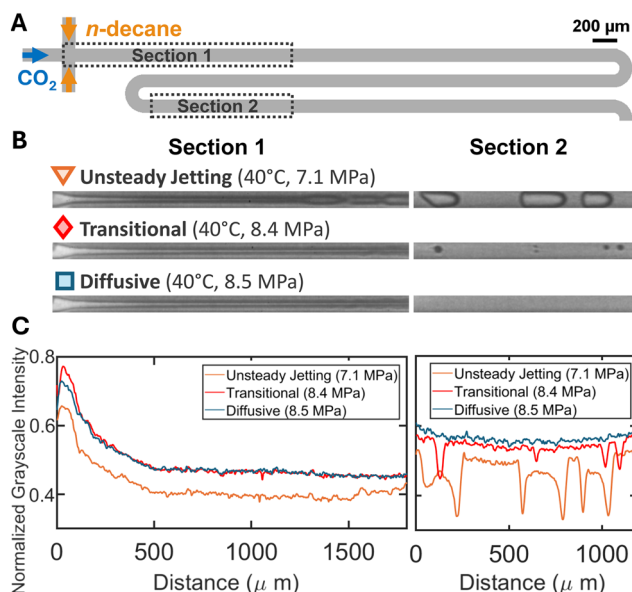 A
n-decane
200 μm
Section 1
CO2
Section 2
B
Section 1
Section 2
Unsteady Jetting (40°C, 7.1 MPa)
Transitional (40°C, 8.4 MPa)
Diffusive (40°C, 8.5 MPa)
C
Normalized Grayscale Intensity
0.8
0.6
0.4
Unsteady Jetting (7.1 MPa)
Transitional (8.4 MPa)
Diffusive (8.5 MPa)
0
500
1000
1500
Distance (μ m)
Unsteady Jetting (7.1 MPa)
Transitional (8.4 MPa)
Diffusive (8.5 MPa)
0
500
1000
Distance (μ m)